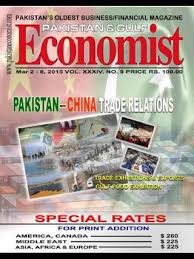 PAKISTAN'S OLDEST BUSINESS/FINANCIAL MAGAZINE
PAKISTAN & GULF
Economist
www.pakistaneconomist.com
Mar 2 - 8, 2015 VOL. XXXIV, NO. 9 PRICE RS. 100.00
PAKISTAN–CHINA TRADE RELATIONS
TRADE EXHIBITIONS & EXPORTS
GULF FOOD EXHIBITION
SPECIAL RATES
FOR PRINT ADDITION
AMERICA, CANADA $ 260
MIDDLE EAST $ 225
ASIA, AFRICA & EUROPE $ 225